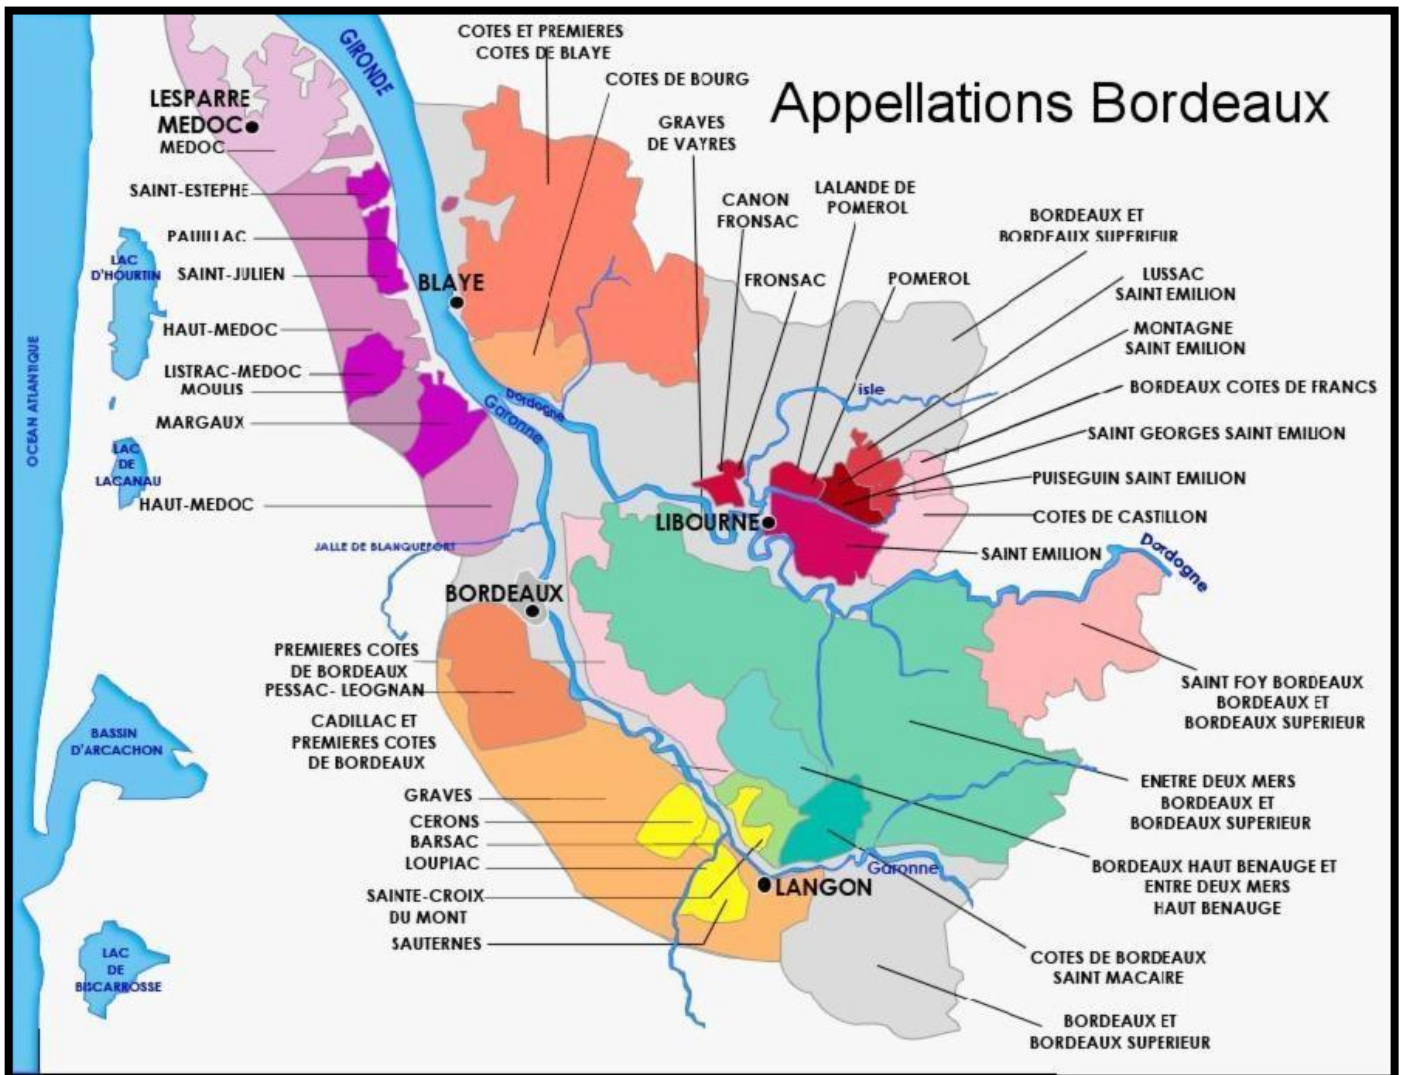 Appellations Bordeaux
GIRONDE
COTES ET PREMIERES
COTES DE BLAYE
COTES DE BOURG
GRAVES
DE VAYRES
CANON
FRONSAC
LALANDE DE
POMEROL
FRONSAC
POMEROL
BORDEAUX ET
BORDEAUX SUPERIEUR
LUSSAC
SAINT EMILION
MONTAGNE
SAINT EMILION
BORDEAUX COTES DE FRANCS
SAINT GEORGES SAINT EMILION
PUISEGUIN SAINT EMILION
COTES DE CASTILLON
SAINT EMILION
LESPARRE
MEDOC
MEDOC
SAINT-ESTEPHE
PAUILLAC
SAINT-JULIEN
HAUT-MEDOC
LISTRAC-MEDOC
MOULIS
MARGAUX
HAUT-MEDOC
BLAYE
Dordogne
Garonne
isle
LIBOURNE
Dordogne
JALLE DE BLANQUEFORT
BORDEAUX
OCEAN ATLANTIQUE
LAC
D'HOURTIN
LAC
DE
LACANAU
BASSIN
D'ARCACHON
LAC
DE
BISCARROSSE
PREMIERES COTES
DE BORDEAUX
PESSAC- LEOGNAN
CADILLAC ET
PREMIERES COTES
DE BORDEAUX
GRAVES
CERONS
BARSAC
LOUPIAC
SAINTE-CROIX
DU MONT
SAUTERNES
LANGON
Garonne
SAINT FOY BORDEAUX
BORDEAUX ET
BORDEAUX SUPERIEUR
ENETRE DEUX MERS
BORDEAUX ET
BORDEAUX SUPERIEUR
BORDEAUX HAUT BENAUGE ET
ENTRE DEUX MERS
HAUT BENAUGE
COTES DE BORDEAUX
SAINT MACAIRE
BORDEAUX ET
BORDEAUX SUPERIEUR